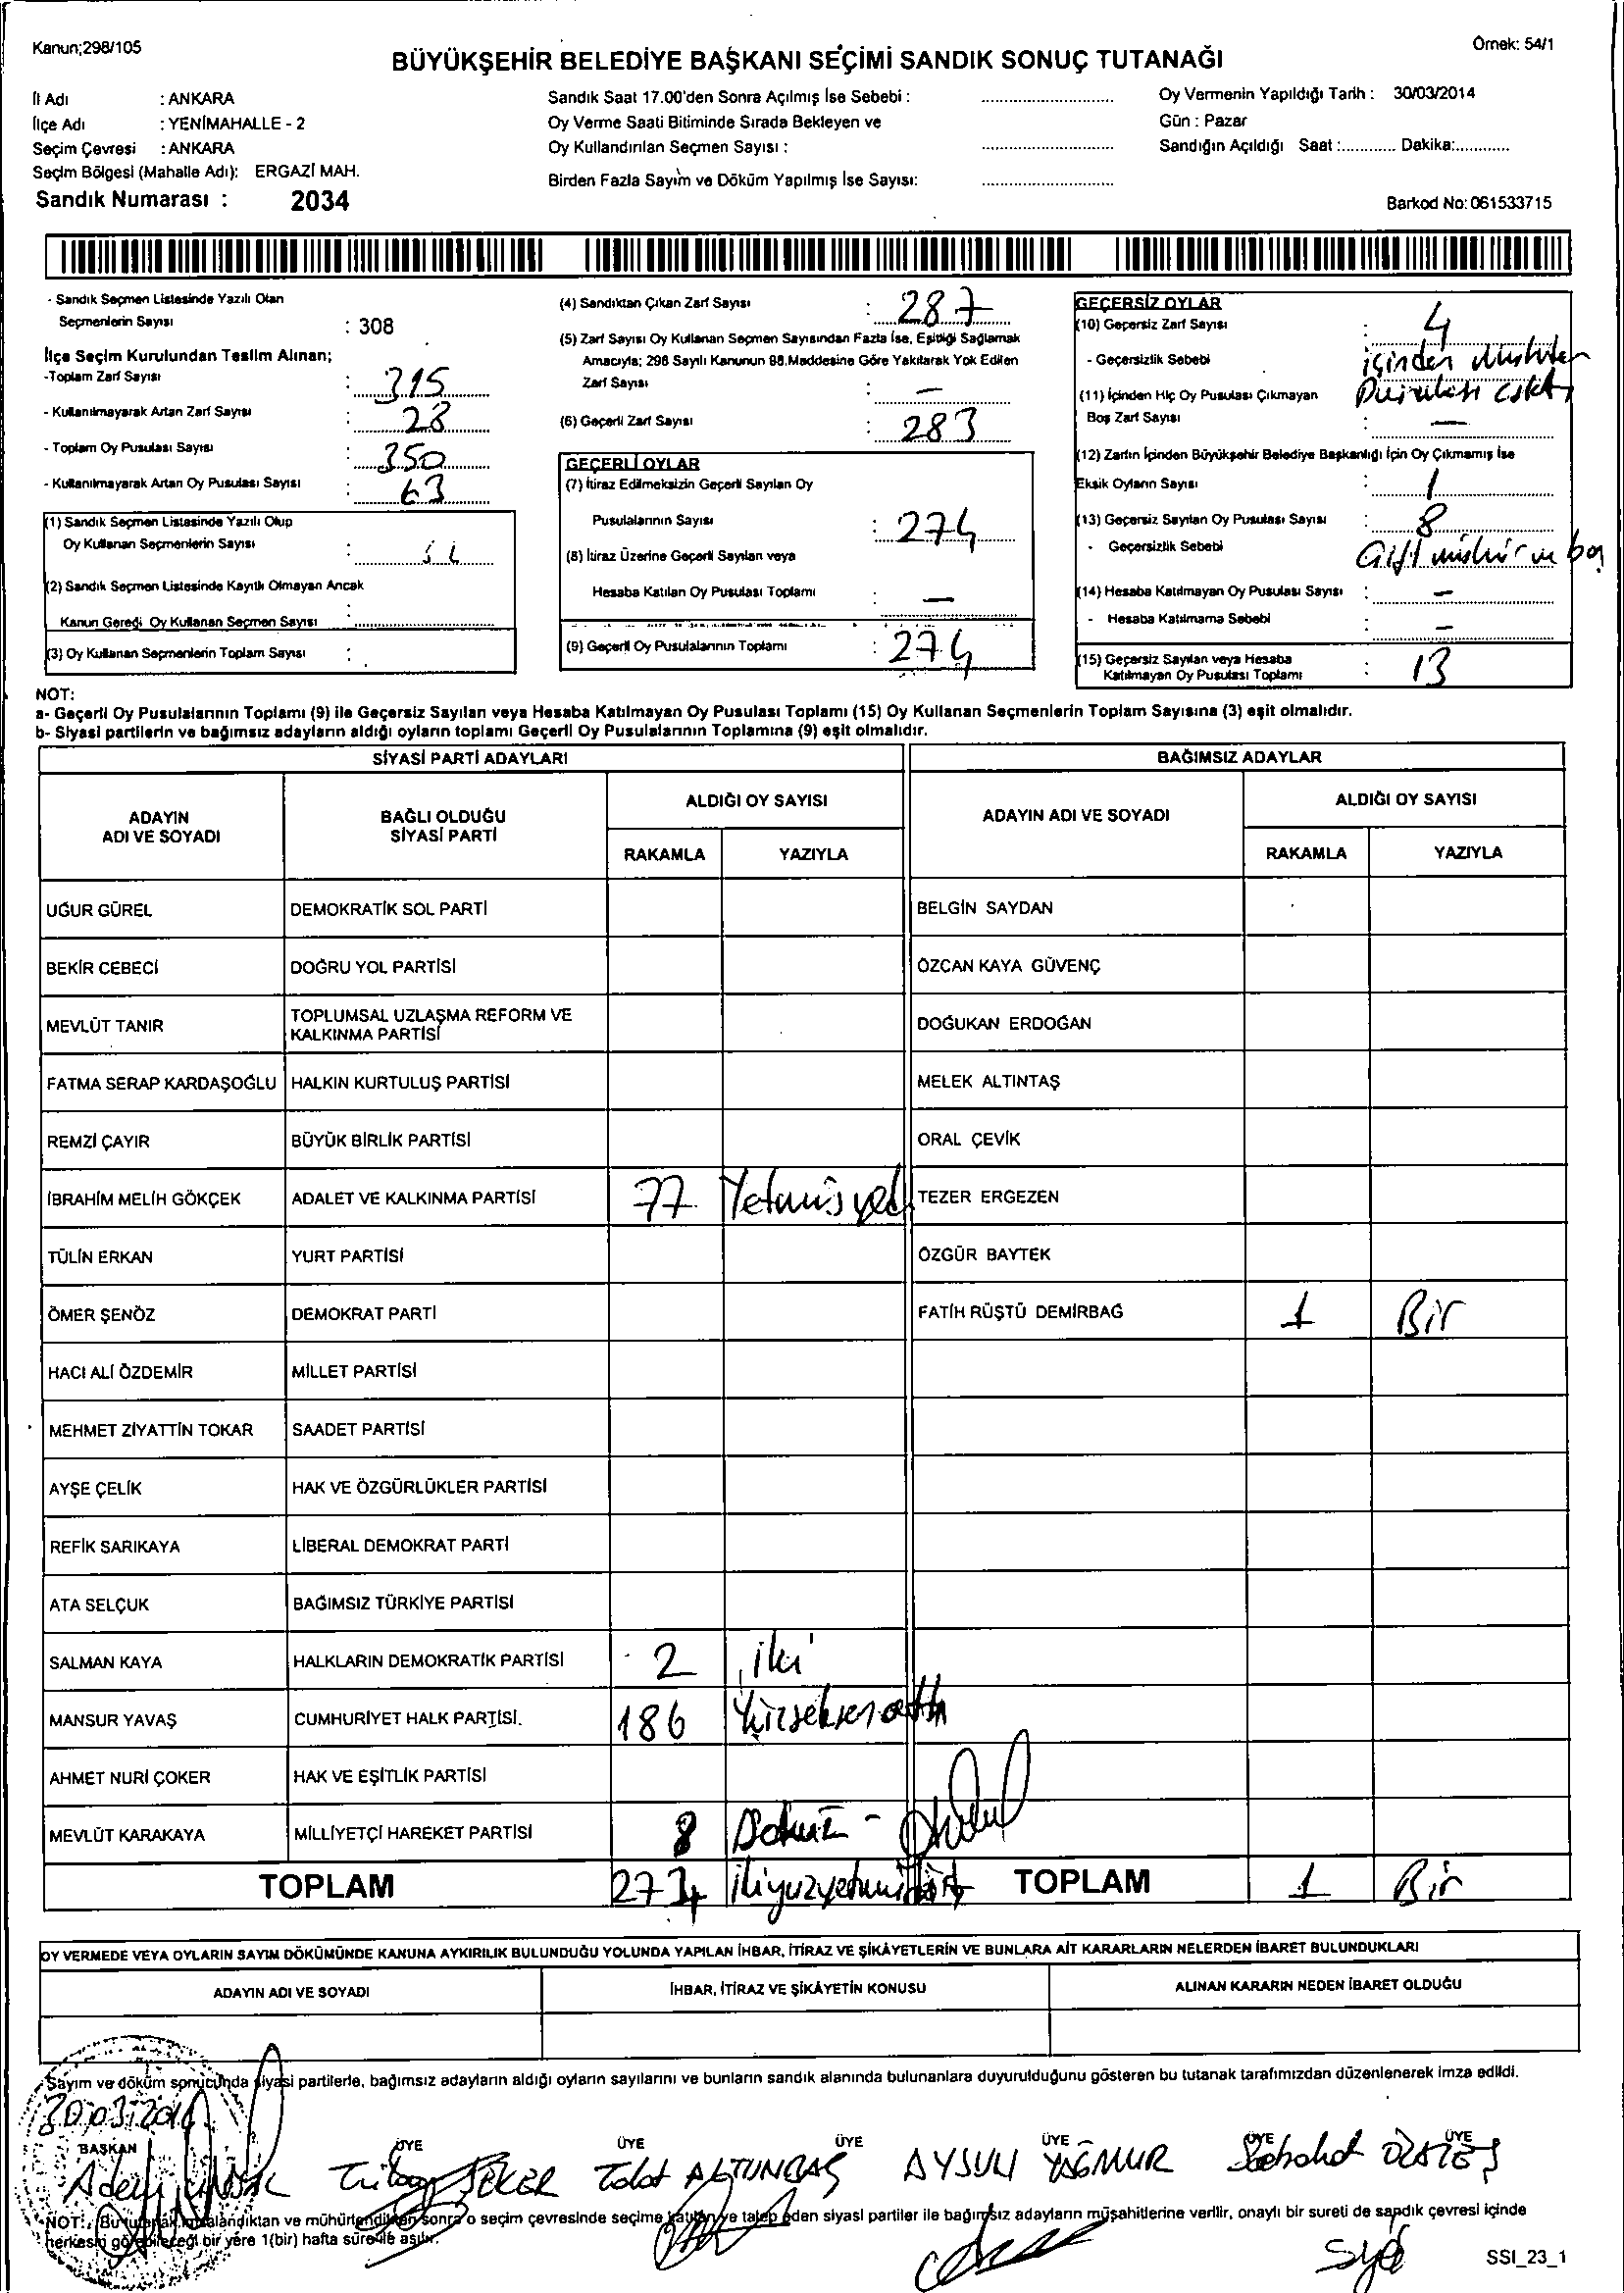 Kanun;298/105
Örnek: 54/1
BÜYÜKŞEHİR BELEDİYE BAŞKANI SEÇİMİ SANDIK SONUÇ TUTANAĞI
İl Adı : ANKARA
İlçe Adı : YENİMAHALLE - 2
Seçim Çevresi : ANKARA
Seçim Bölgesi (Mahalle Adı): ERGAZİ MAH.
Sandık Numarası : 2034
Sandık Saat 17.00'den Sonra Açılmış İse Sebebi :
Oy Verme Saati Bitiminde Sırada Bekleyen ve
Oy Kullandırılan Seçmen Sayısı :
Birden Fazla Sayım ve Döküm Yapılmış İse Sayısı:
Oy Vermenin Yapıldığı Tarih : 30/03/2014
Gün : Pazar
Sandığın Açıldığı Saat :............ Dakika:............
Barkod No: 061533715
- Sandık Seçmen Listesinde Yazılı Olan
Seçmenlerin Sayısı : 308
İlçe Seçim Kurulundan Teslim Alınan;
-Toplam Zarf Sayısı : 315
- Kullanılmayarak Artan Zarf Sayısı : 28
- Toplam Oy Pusulası Sayısı : 350
- Kullanılmayarak Artan Oy Pusulası Sayısı : 63
(1) Sandık Seçmen Listesinde Yazılı Olup
Oy Kullanan Seçmenlerin Sayısı :
(2) Sandık Seçmen Listesinde Kayıtlı Olmayan Ancak
Kanun Gereği Oy Kullanan Seçmen Sayısı :
(3) Oy Kullanan Seçmenlerin Toplam Sayısı :
(4) Sandıktan Çıkan Zarf Sayısı : 287
(5) Zarf Sayısı Oy Kullanan Seçmen Sayısından Fazla İse, Eşitliği Sağlamak
Amacıyla; 298 Sayılı Kanunun 98.Maddesine Göre Yakılarak Yok Edilen
Zarf Sayısı : —
(6) Geçerli Zarf Sayısı : 283
GEÇERLİ OYLAR
(7) İtiraz Edilmeksizin Geçerli Sayılan Oy
Pusulalarının Sayısı : 274
(8) İtiraz Üzerine Geçerli Sayılan veya
Hesaba Katılan Oy Pusulası Toplamı : —
(9) Geçerli Oy Pusulalarının Toplamı : 274
GEÇERSİZ OYLAR
(10) Geçersiz Zarf Sayısı : 4
- Geçersizlik Sebebi : içinden
(11) İçinden Hiç Oy Pusulası Çıkmayan
Boş Zarf Sayısı : —
(12) Zarfın İçinden Büyükşehir Belediye Başkanlığı İçin Oy Çıkmamış İse
Eksik Oyların Sayısı : 1
(13) Geçersiz Sayılan Oy Pusulası Sayısı : 8
- Geçersizlik Sebebi
(14) Hesaba Katılmayan Oy Pusulası Sayısı : —
- Hesaba Katılmama Sebebi : —
(15) Geçersiz Sayılan veya Hesaba
Katılmayan Oy Pusulası Toplamı : 13
NOT:
a- Geçerli Oy Pusulalarının Toplamı (9) ile Geçersiz Sayılan veya Hesaba Katılmayan Oy Pusulası Toplamı (15) Oy Kullanan Seçmenlerin Toplam Sayısına (3) eşit olmalıdır.
b- Siyasi partilerin ve bağımsız adayların aldığı oyların toplamı Geçerli Oy Pusulalarının Toplamına (9) eşit olmalıdır.
SİYASİ PARTİ ADAYLARI
BAĞIMSIZ ADAYLAR
ADAYIN
ADI VE SOYADI
BAĞLI OLDUĞU
SİYASİ PARTİ
ALDIĞI OY SAYISI
RAKAMLA YAZIYLA
ADAYIN ADI VE SOYADI
ALDIĞI OY SAYISI
RAKAMLA YAZIYLA
UĞUR GÜREL DEMOKRATİK SOL PARTİ BELGİN SAYDAN
BEKİR CEBECİ DOĞRU YOL PARTİSİ ÖZCAN KAYA GÜVENÇ
MEVLÜT TANIR TOPLUMSAL UZLAŞMA REFORM VE
KALKINMA PARTİSİ DOĞUKAN ERDOĞAN
FATMA SERAP KARDAŞOĞLU HALKIN KURTULUŞ PARTİSİ MELEK ALTINTAŞ
REMZİ ÇAYIR BÜYÜK BİRLİK PARTİSİ ORAL ÇEVİK
İBRAHİM MELİH GÖKÇEK ADALET VE KALKINMA PARTİSİ 77 Yetmiş yedi TEZER ERGEZEN
TÜLİN ERKAN YURT PARTİSİ ÖZGÜR BAYTEK
ÖMER ŞENÖZ DEMOKRAT PARTİ FATİH RÜŞTÜ DEMİRBAĞ 1 Bir
HACI ALİ ÖZDEMİR MİLLET PARTİSİ
MEHMET ZİYATTİN TOKAR SAADET PARTİSİ
AYŞE ÇELİK HAK VE ÖZGÜRLÜKLER PARTİSİ
REFİK SARIKAYA LİBERAL DEMOKRAT PARTİ
ATA SELÇUK BAĞIMSIZ TÜRKİYE PARTİSİ
SALMAN KAYA HALKLARIN DEMOKRATİK PARTİSİ 2 iki
MANSUR YAVAŞ CUMHURİYET HALK PARTİSİ. 186 Yüzseksenaltı
AHMET NURİ ÇOKER HAK VE EŞİTLİK PARTİSİ
MEVLÜT KARAKAYA MİLLİYETÇİ HAREKET PARTİSİ 8 Dokuz -
TOPLAM 274 TOPLAM 1 Bir
OY VERMEDE VEYA OYLARIN SAYIM DÖKÜMÜNDE KANUNA AYKIRILIK BULUNDUĞU YOLUNDA YAPILAN İHBAR, İTİRAZ VE ŞİKÂYETLERİN VE BUNLARA AİT KARARLARIN NELERDEN İBARET BULUNDUKLARI
ADAYIN ADI VE SOYADI İHBAR, İTİRAZ VE ŞİKÂYETİN KONUSU ALINAN KARARIN NEDEN İBARET OLDUĞU
Sayım ve döküm sonucunda siyasi partilerle, bağımsız adayların aldığı oyların sayılarını ve bunların sandık alanında bulunanlara duyurulduğunu gösteren bu tutanak tarafımızdan düzenlenerek imza edildi.
30.03.2014
BAŞKAN ÜYE ÜYE ÜYE ÜYE ÜYE ÜYE
Adem ŞEKER Talat ALTUNBAŞ AYSUN YAĞMUR Sebahat ÖZATEŞ
NOT: Bu tutanak imzalandıktan ve mühürlendikten sonra o seçim çevresinde seçime katılan ve talep eden siyasi partiler ile bağımsız adayların müşahitlerine verilir, onaylı bir sureti de sandık çevresi içinde
herkesin görebileceği bir yere 1(bir) hafta süre ile asılır.
SSI_23_1